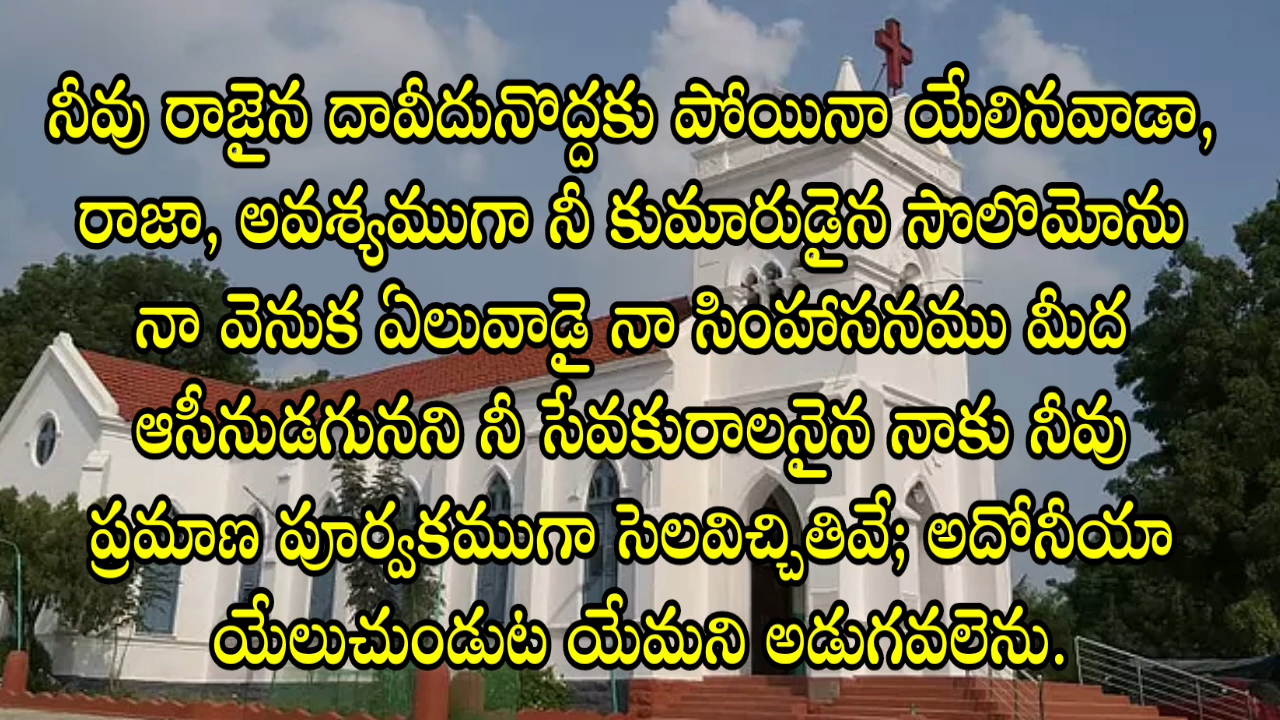 నీవు రాజైన దావీదునొద్దకు పోయినా యేలినవాడా,
రాజా, అవశ్యముగా నీ కుమారుడైన సొలొమోను
నా వెనుక ఏలువాడై నా సింహాసనము మీద
ఆసీనుడగునని నీ సేవకురాలనైన నాకు నీవు
ప్రమాణ పూర్వకముగా సెలవిచ్చితివే; అదోనీయా
యేలుచుండుట యేమని అడుగవలెను.